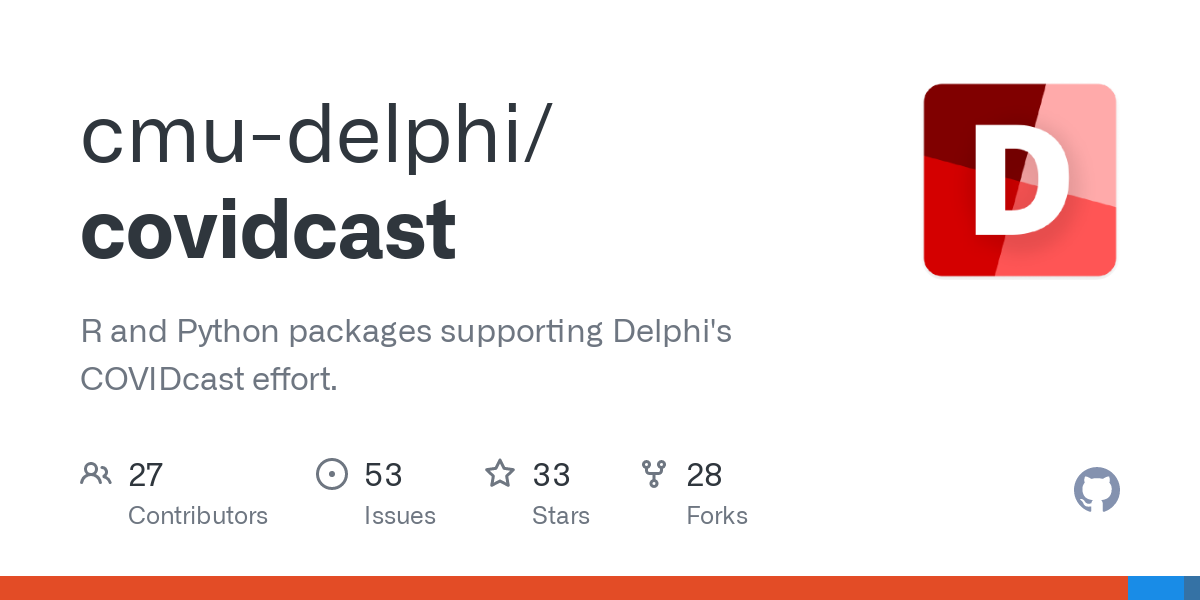 cmu-delphi/
covidcast
D
R and Python packages supporting Delphi's
COVIDcast effort.
27 53 33 28
Contributors Issues Stars Forks